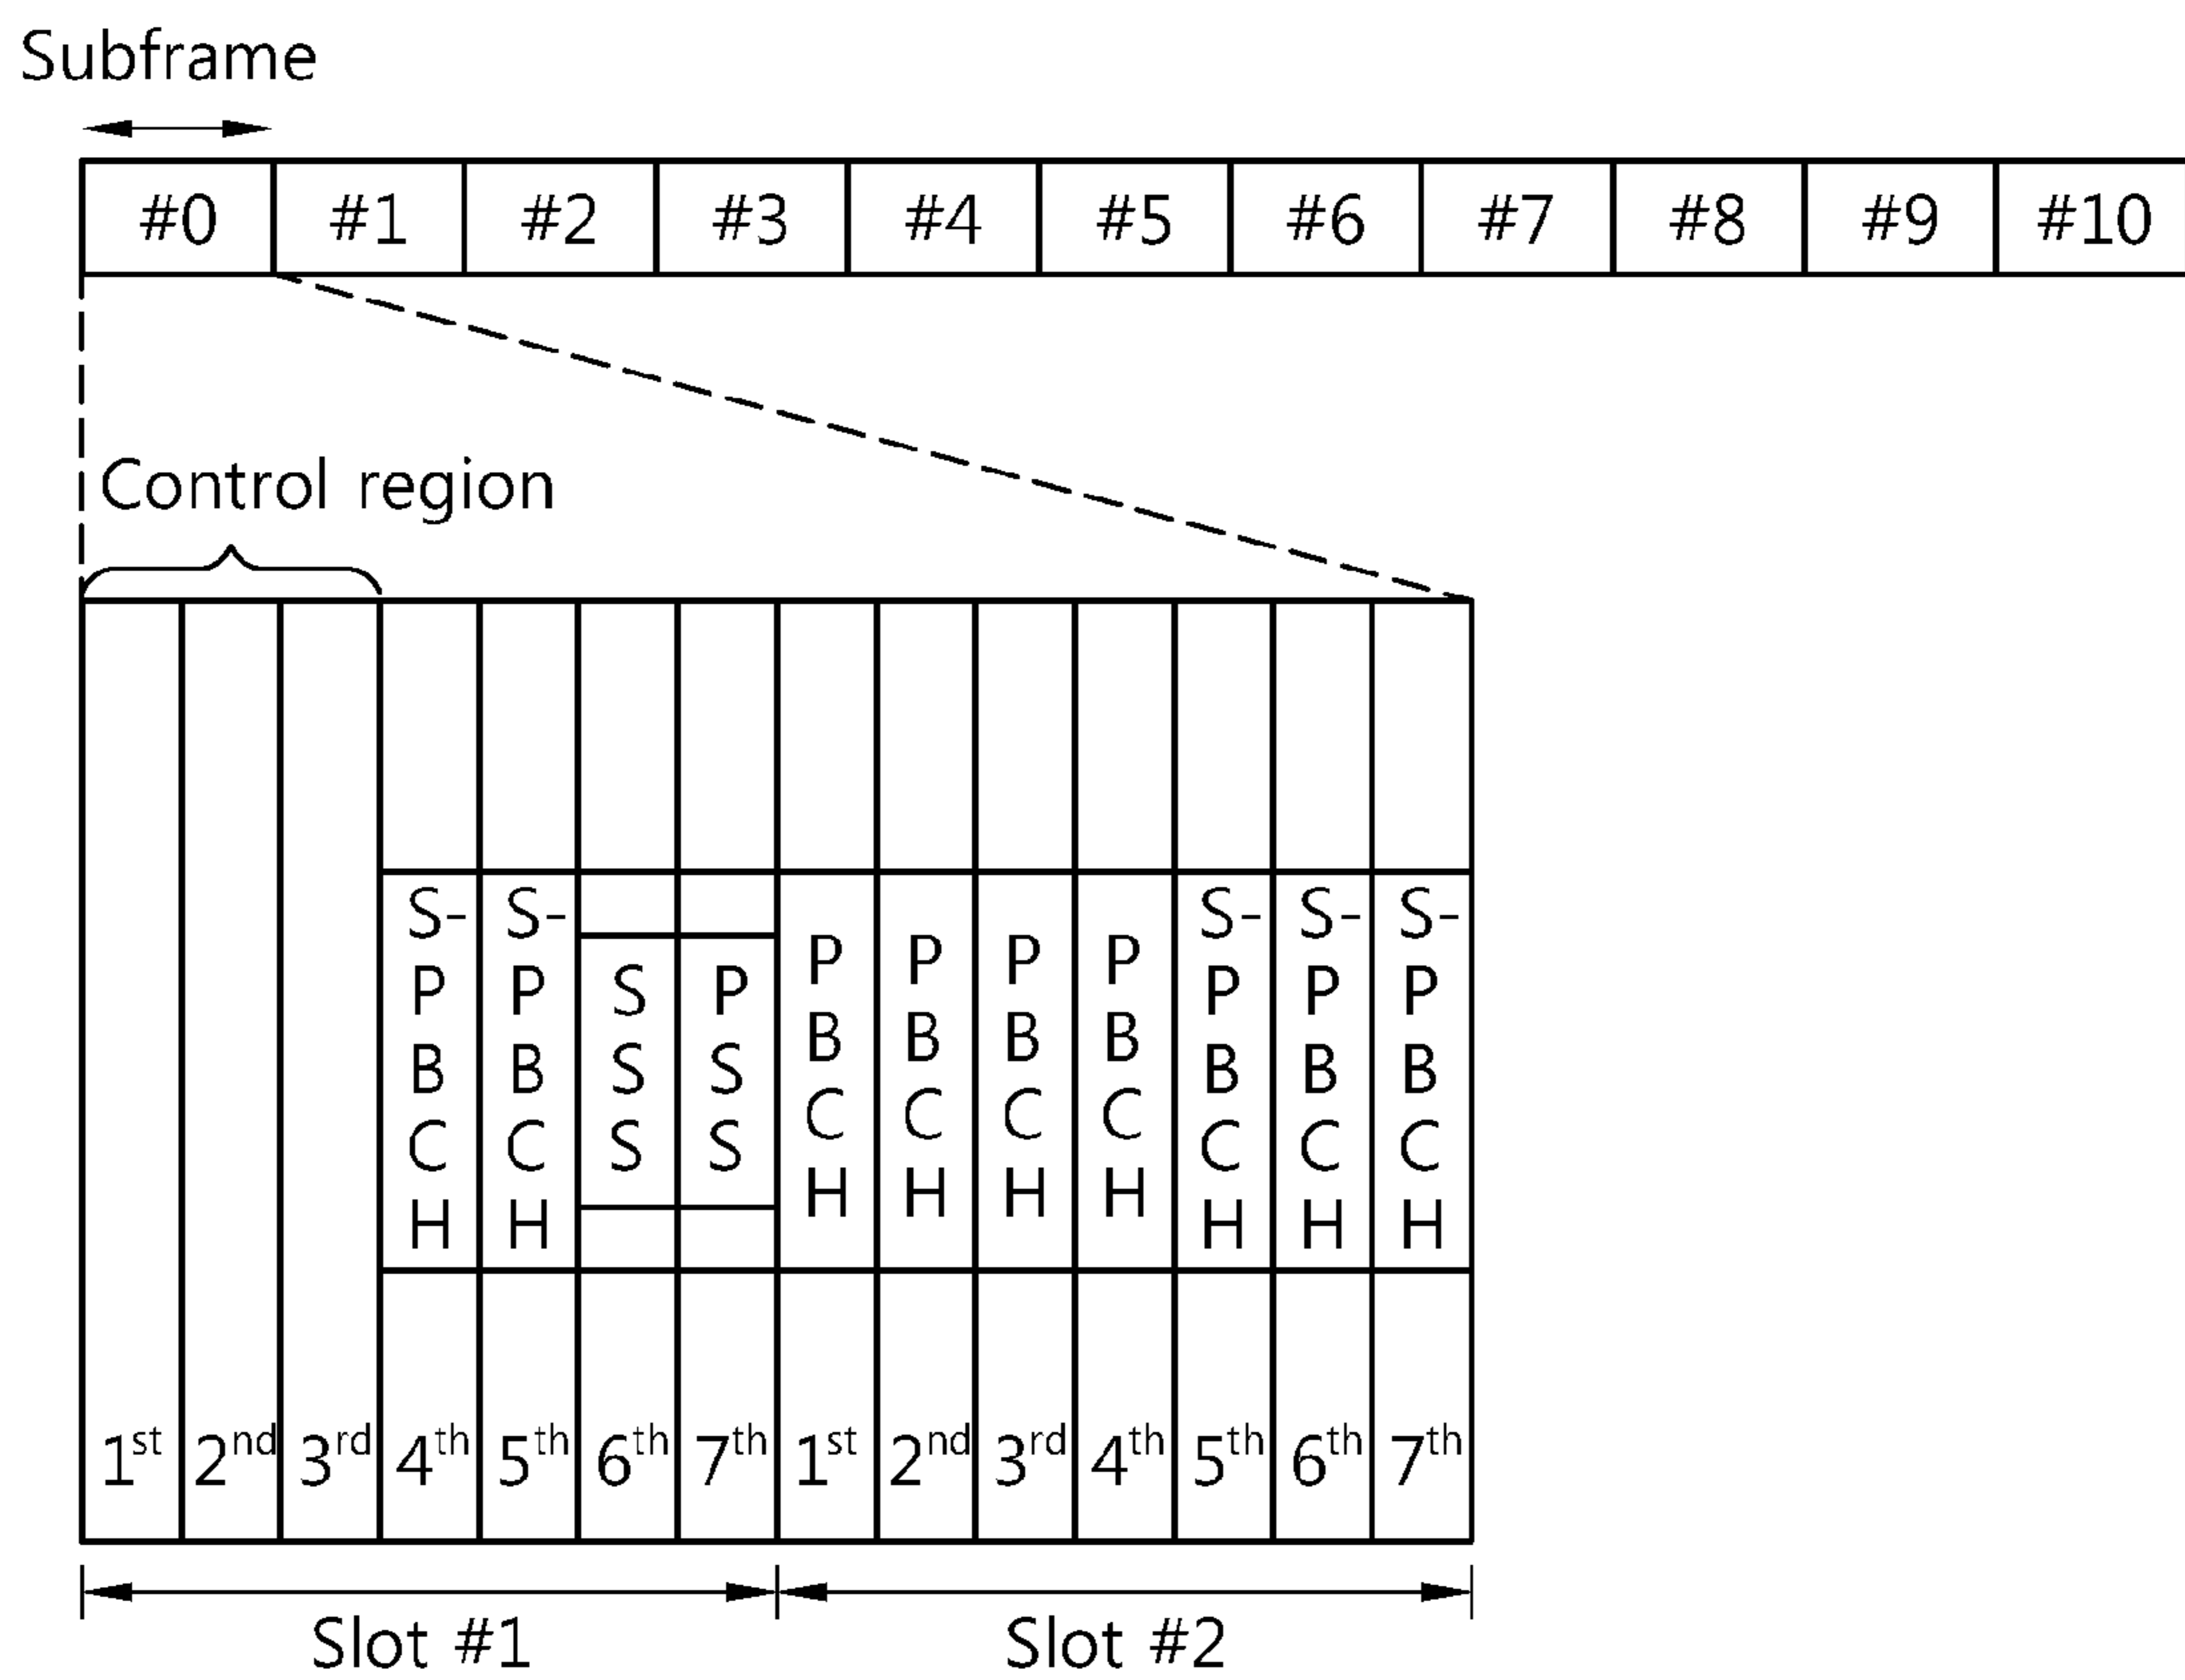 Subframe
#0 #1 #2 #3 #4 #5 #6 #7 #8 #9 #10
Control region
S-PBCH S-PBCH SSS PSS PBCH PBCH PBCH PBCH S-PBCH S-PBCH S-PBCH
1st 2nd 3rd 4th 5th 6th 7th 1st 2nd 3rd 4th 5th 6th 7th
Slot #1 Slot #2